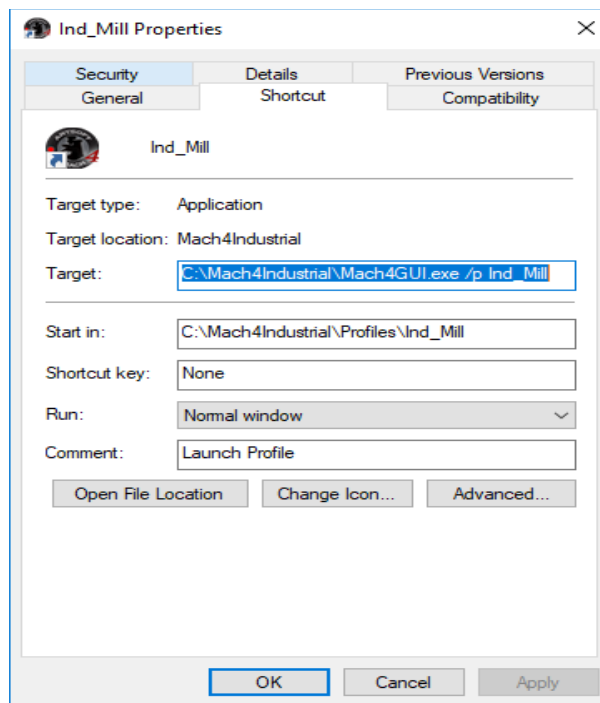 Ind_Mill Properties
Security Details Previous Versions
General Shortcut Compatibility
Ind_Mill
Target type: Application
Target location: Mach4Industrial
Target: C:\Mach4Industrial\Mach4GUI.exe /p Ind_Mill
Start in: C:\Mach4Industrial\Profiles\Ind_Mill
Shortcut key: None
Run: Normal window
Comment: Launch Profile
Open File Location Change Icon... Advanced...
OK Cancel Apply